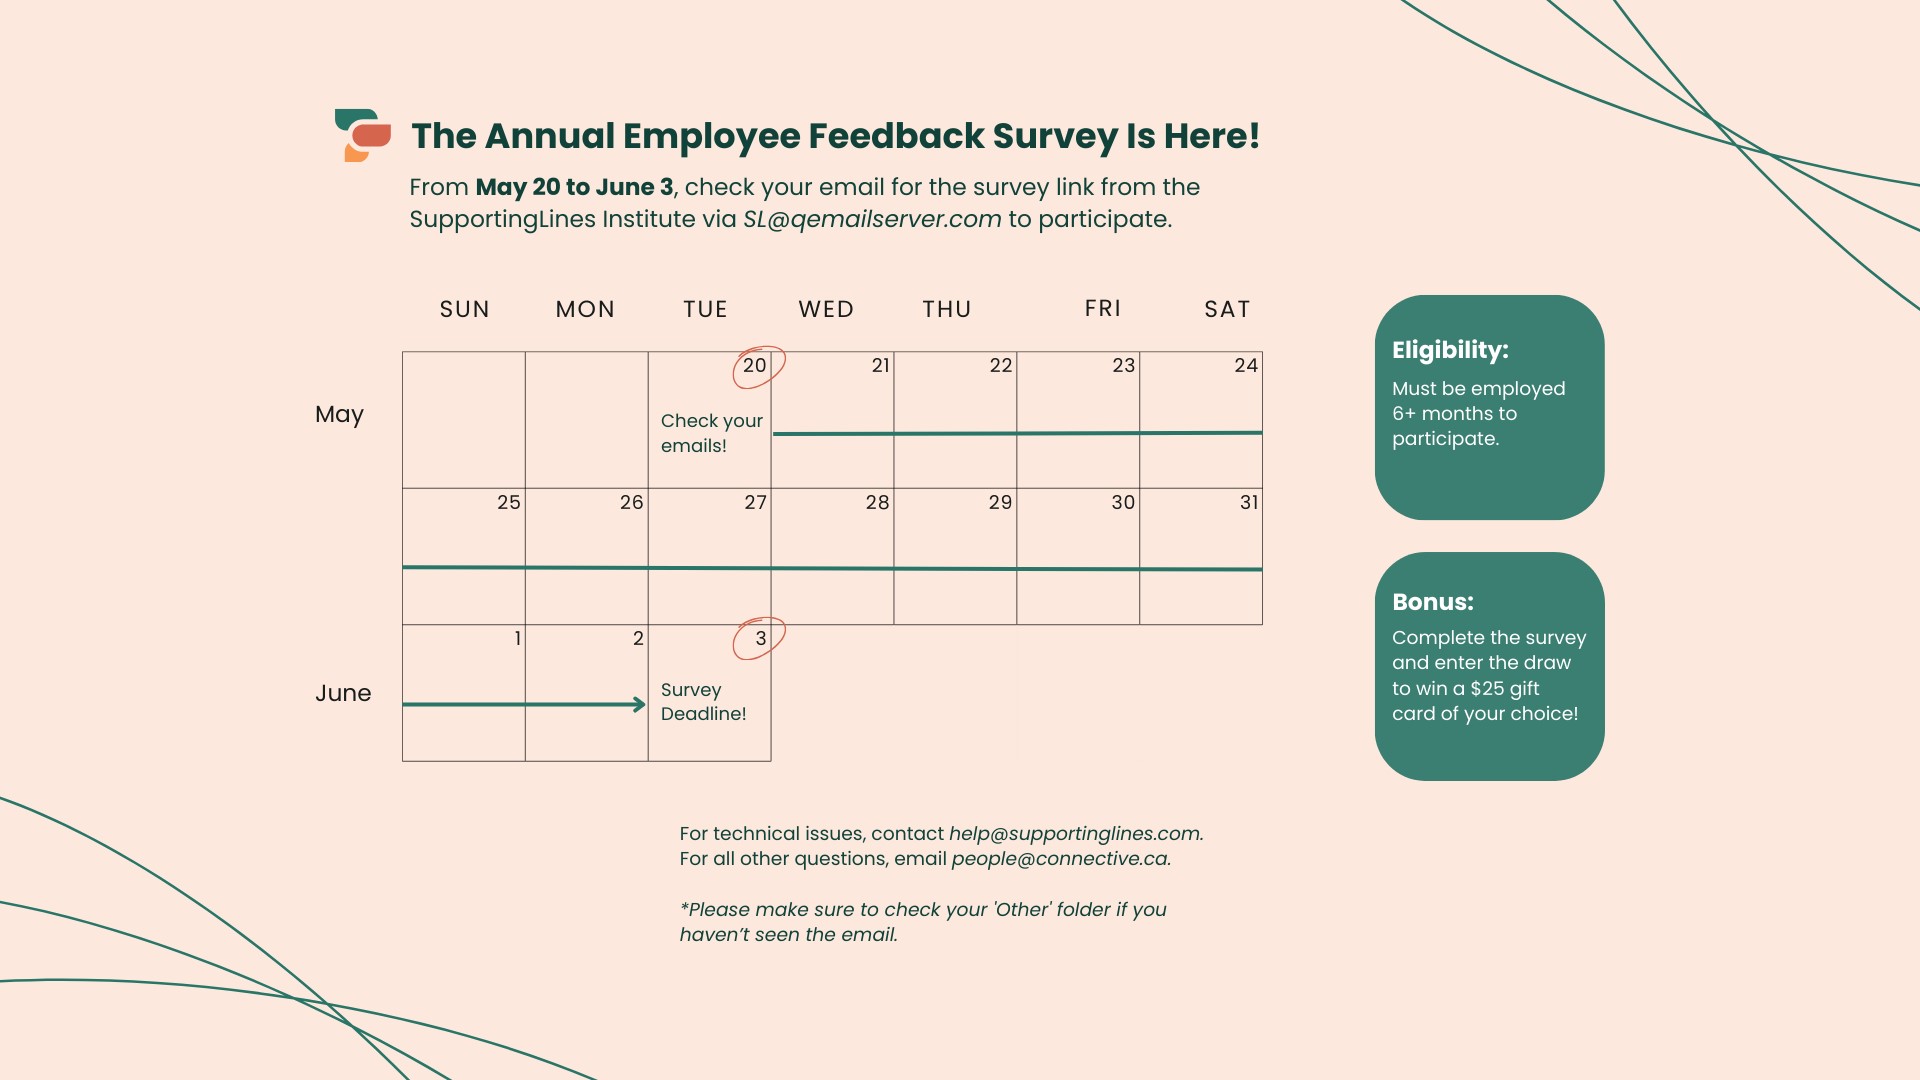 The Annual Employee Feedback Survey Is Here!
From May 20 to June 3, check your email for the survey link from the
SupportingLines Institute via SL@qemailserver.com to participate.
SUN MON TUE WED THU FRI SAT
May
20 21 22 23 24
Check your
emails!
25 26 27 28 29 30 31
June
1 2 3
Survey
Deadline!
Eligibility:
Must be employed
6+ months to
participate.
Bonus:
Complete the survey
and enter the draw
to win a $25 gift
card of your choice!
For technical issues, contact help@supportinglines.com.
For all other questions, email people@connective.ca.
*Please make sure to check your 'Other' folder if you
haven’t seen the email.